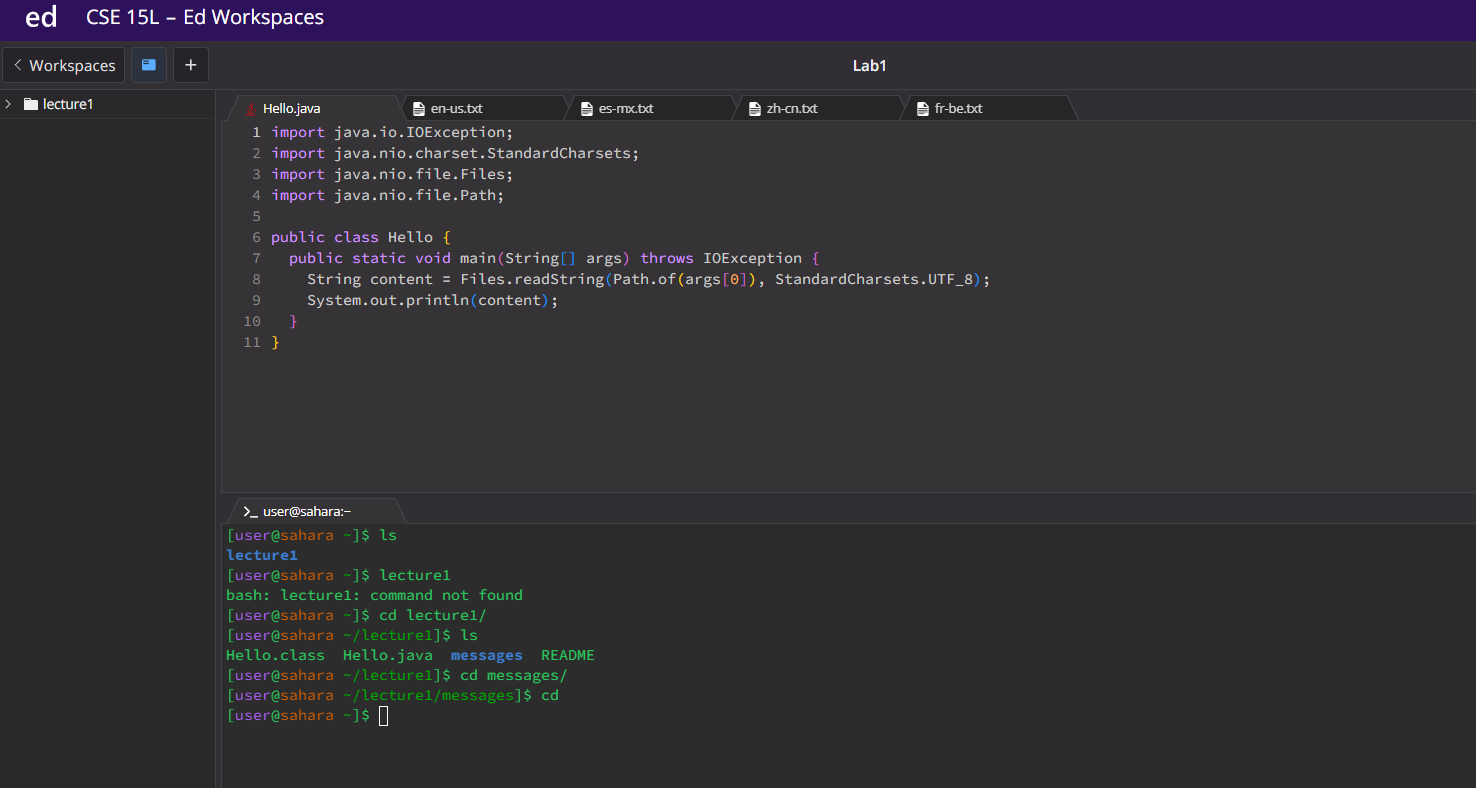 ed CSE 15L – Ed Workspaces
< Workspaces + Lab1
> lecture1
Hello.java en-us.txt es-mx.txt zh-cn.txt fr-be.txt
1 import java.io.IOException;
2 import java.nio.charset.StandardCharsets;
3 import java.nio.file.Files;
4 import java.nio.file.Path;
5
6 public class Hello {
7   public static void main(String[] args) throws IOException {
8     String content = Files.readString(Path.of(args[0]), StandardCharsets.UTF_8);
9     System.out.println(content);
10   }
11 }
>_ user@sahara:~
[user@sahara ~]$ ls
lecture1
[user@sahara ~]$ lecture1
bash: lecture1: command not found
[user@sahara ~]$ cd lecture1/
[user@sahara ~/lecture1]$ ls
Hello.class  Hello.java  messages  README
[user@sahara ~/lecture1]$ cd messages/
[user@sahara ~/lecture1/messages]$ cd
[user@sahara ~]$